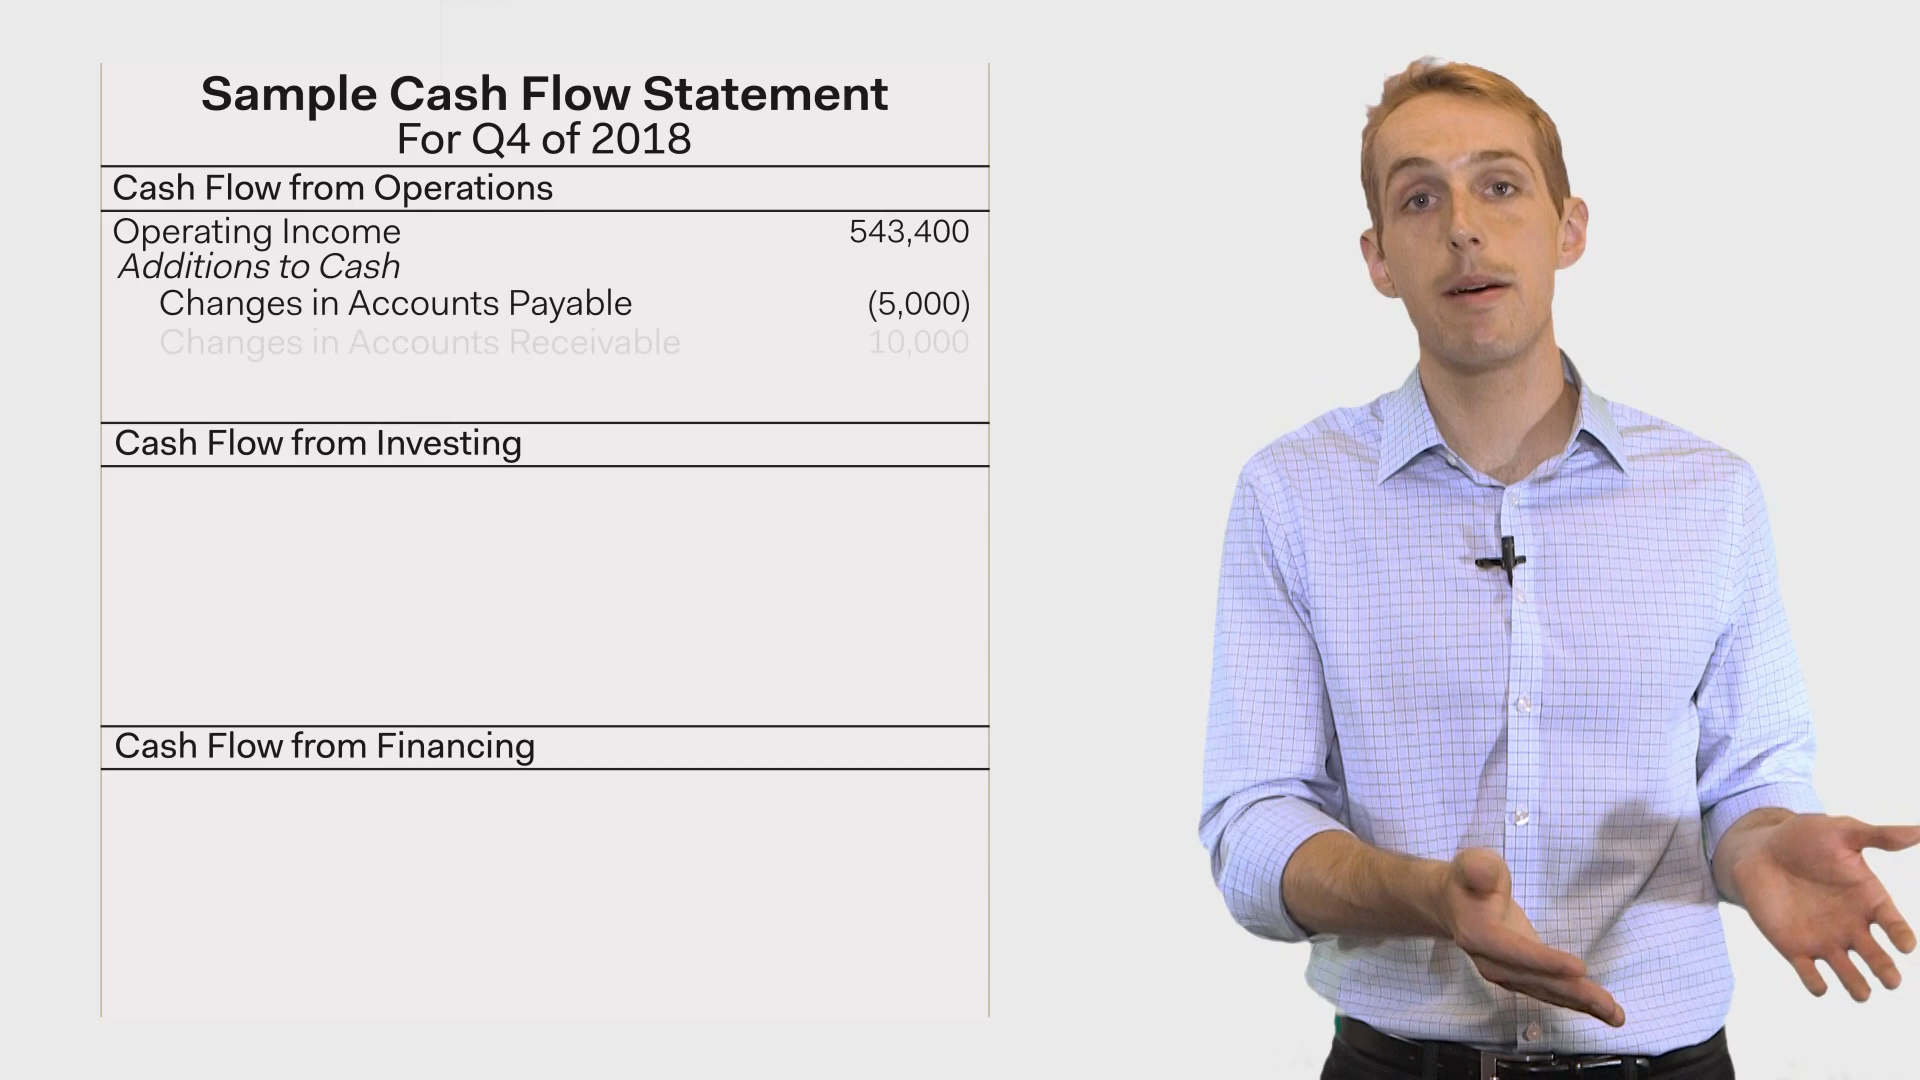 Sample Cash Flow Statement
For Q4 of 2018
Cash Flow from Operations
Operating Income 543,400
Additions to Cash
Changes in Accounts Payable (5,000)
Changes in Accounts Receivable 10,000
Cash Flow from Investing
Cash Flow from Financing